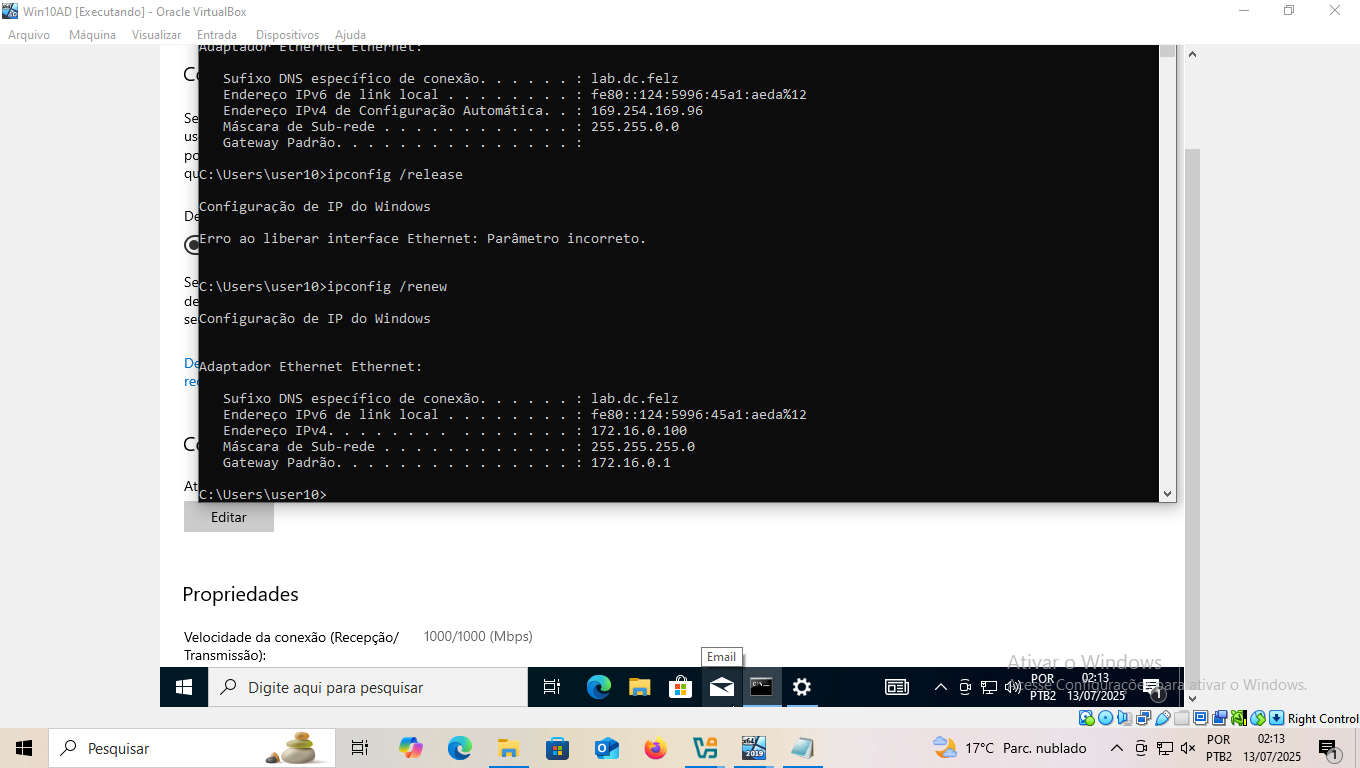 Win10AD [Executando] - Oracle VirtualBox
Arquivo Máquina Visualizar Entrada Dispositivos Ajuda
Adaptador Ethernet Ethernet:
Sufixo DNS específico de conexão. . . . . . : lab.dc.felz
Endereço IPv6 de link local . . . . . . . . : fe80::124:5996:45a1:aeda%12
Endereço IPv4 de Configuração Automática. . : 169.254.169.96
Máscara de Sub-rede . . . . . . . . . . . . : 255.255.0.0
Gateway Padrão. . . . . . . . . . . . . . . :
C:\Users\user10>ipconfig /release
Configuração de IP do Windows
Erro ao liberar interface Ethernet: Parâmetro incorreto.
C:\Users\user10>ipconfig /renew
Configuração de IP do Windows
Adaptador Ethernet Ethernet:
Sufixo DNS específico de conexão. . . . . . : lab.dc.felz
Endereço IPv6 de link local . . . . . . . . : fe80::124:5996:45a1:aeda%12
Endereço IPv4. . . . . . . . . . . . . . . : 172.16.0.100
Máscara de Sub-rede . . . . . . . . . . . . : 255.255.255.0
Gateway Padrão. . . . . . . . . . . . . . . : 172.16.0.1
C:\Users\user10>
Editar
Propriedades
Velocidade da conexão (Recepção/ 1000/1000 (Mbps)
Transmissão):
Email
Ativar o Windows
Acesse Configurações para ativar o Windows.
Digite aqui para pesquisar
POR 02:13
PTB2 13/07/2025
1
Right Control
Pesquisar
17°C Parc. nublado
POR 02:13
PTB2 13/07/2025
1